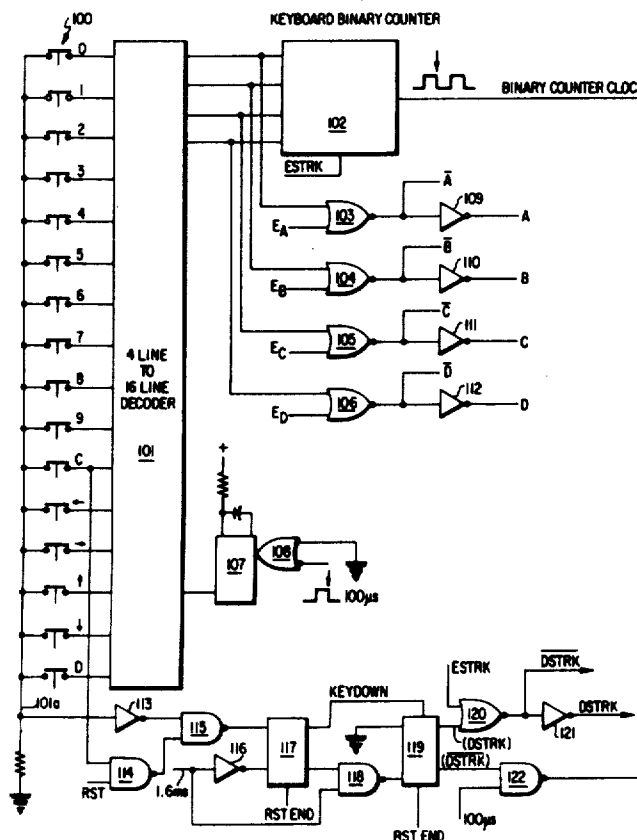 100
KEYBOARD BINARY COUNTER
0
1
2
3
4
5
6
7
8
9
C
←
→
↑
↓
D
4 LINE
TO
16 LINE
DECODER
101
102
ESTRK
BINARY COUNTER CLOCK
E_A
103
A̅
109
A
E_B
104
B̅
110
B
E_C
105
C̅
111
C
E_D
106
D̅
112
D
+
107
108
100μs
101a
113
114
R̅S̅T̅
115
116
1.6ms
117
RST END
KEYDOWN
118
119
RST END
ESTRK
120
(DSTRK)
(D̅S̅T̅R̅K̅)
D̅S̅T̅R̅K̅
DSTRK
121
122
100μs